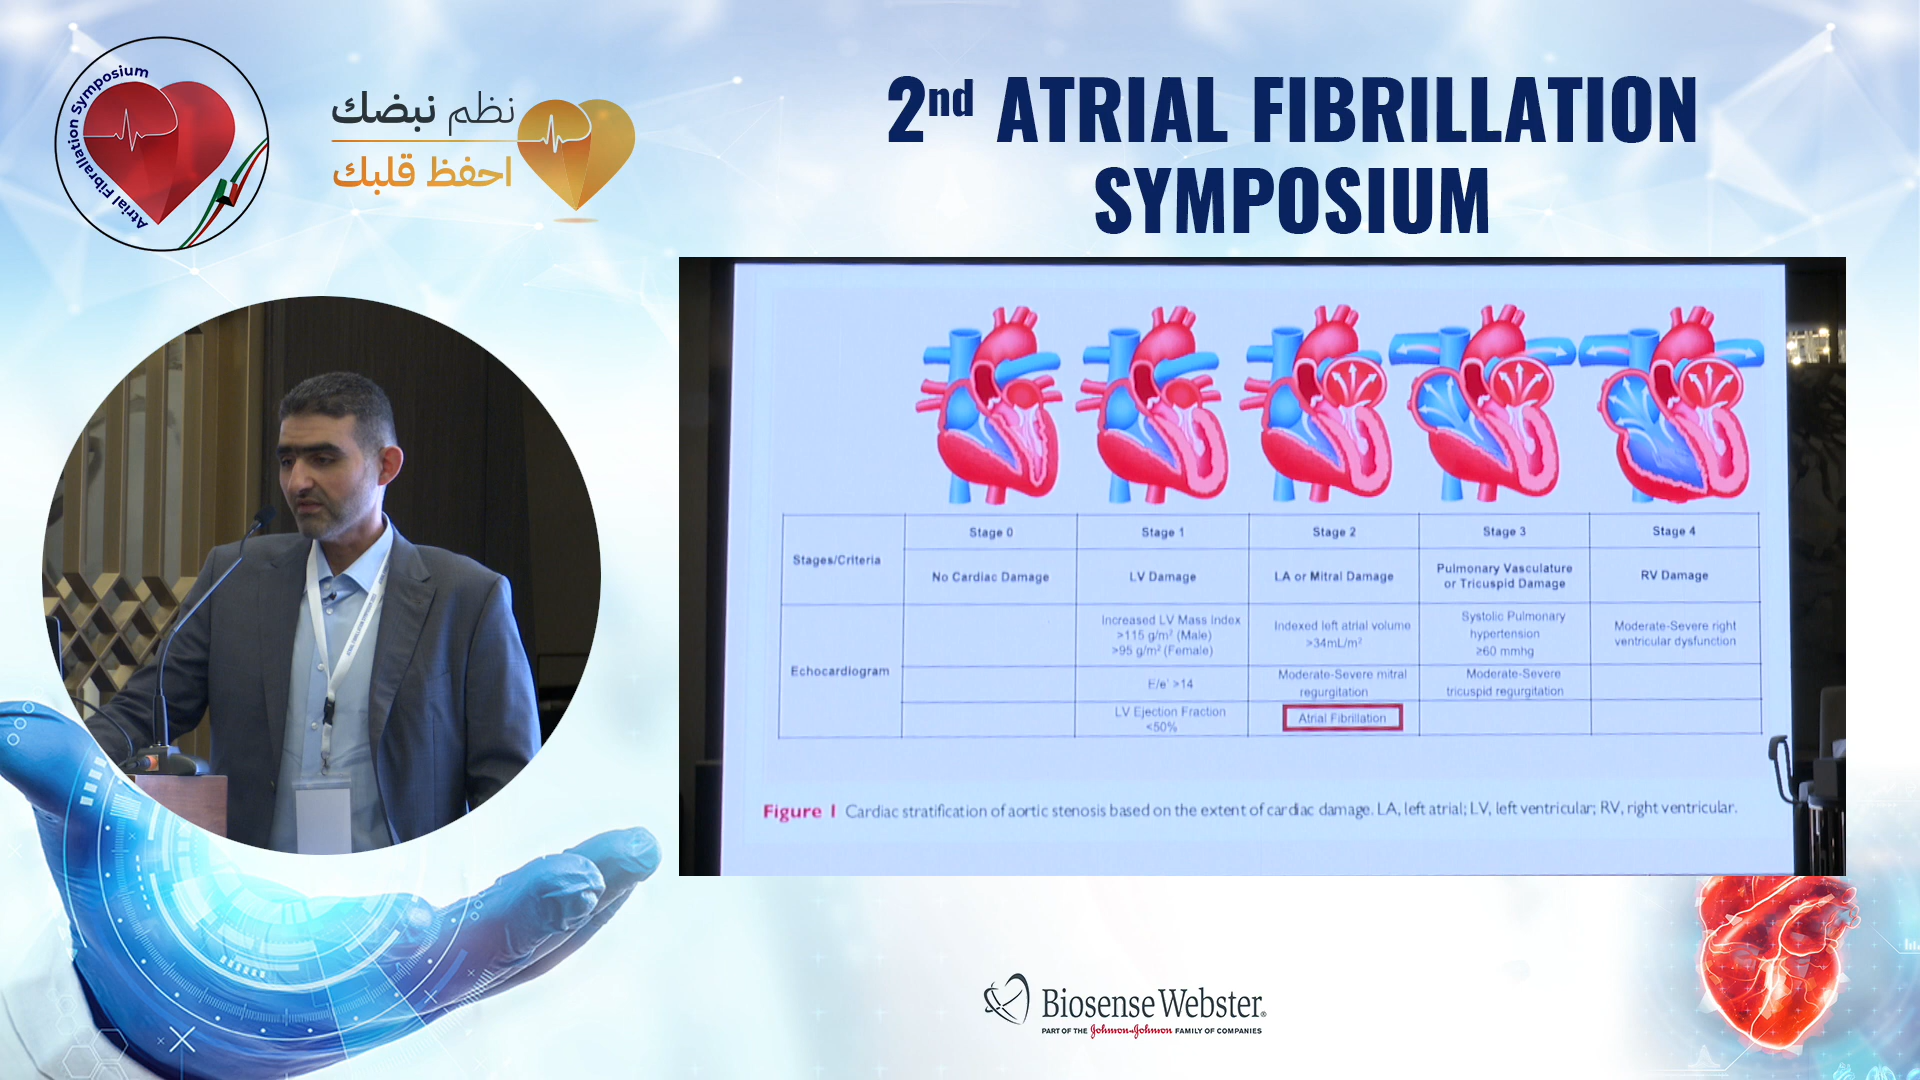 Atrial Fibrallation Symposium
نظم نبضك
احفظ قلبك
2nd ATRIAL FIBRILLATION
SYMPOSIUM
Stages/Criteria
Stage 0
Stage 1
Stage 2
Stage 3
Stage 4
No Cardiac Damage
LV Damage
LA or Mitral Damage
Pulmonary Vasculature
or Tricuspid Damage
RV Damage
Echocardiogram
Increased LV Mass Index
>115 g/m² (Male)
>95 g/m² (Female)
Indexed left atrial volume
>34mL/m²
Systolic Pulmonary
hypertension
≥60 mmhg
Moderate-Severe right
ventricular dysfunction
E/e' >14
Moderate-Severe mitral
regurgitation
Moderate-Severe
tricuspid regurgitation
LV Ejection Fraction
<50%
Atrial Fibrillation
Figure 1 Cardiac stratification of aortic stenosis based on the extent of cardiac damage. LA, left atrial; LV, left ventricular; RV, right ventricular.
Biosense Webster®
PART OF THE Johnson&Johnson FAMILY OF COMPANIES